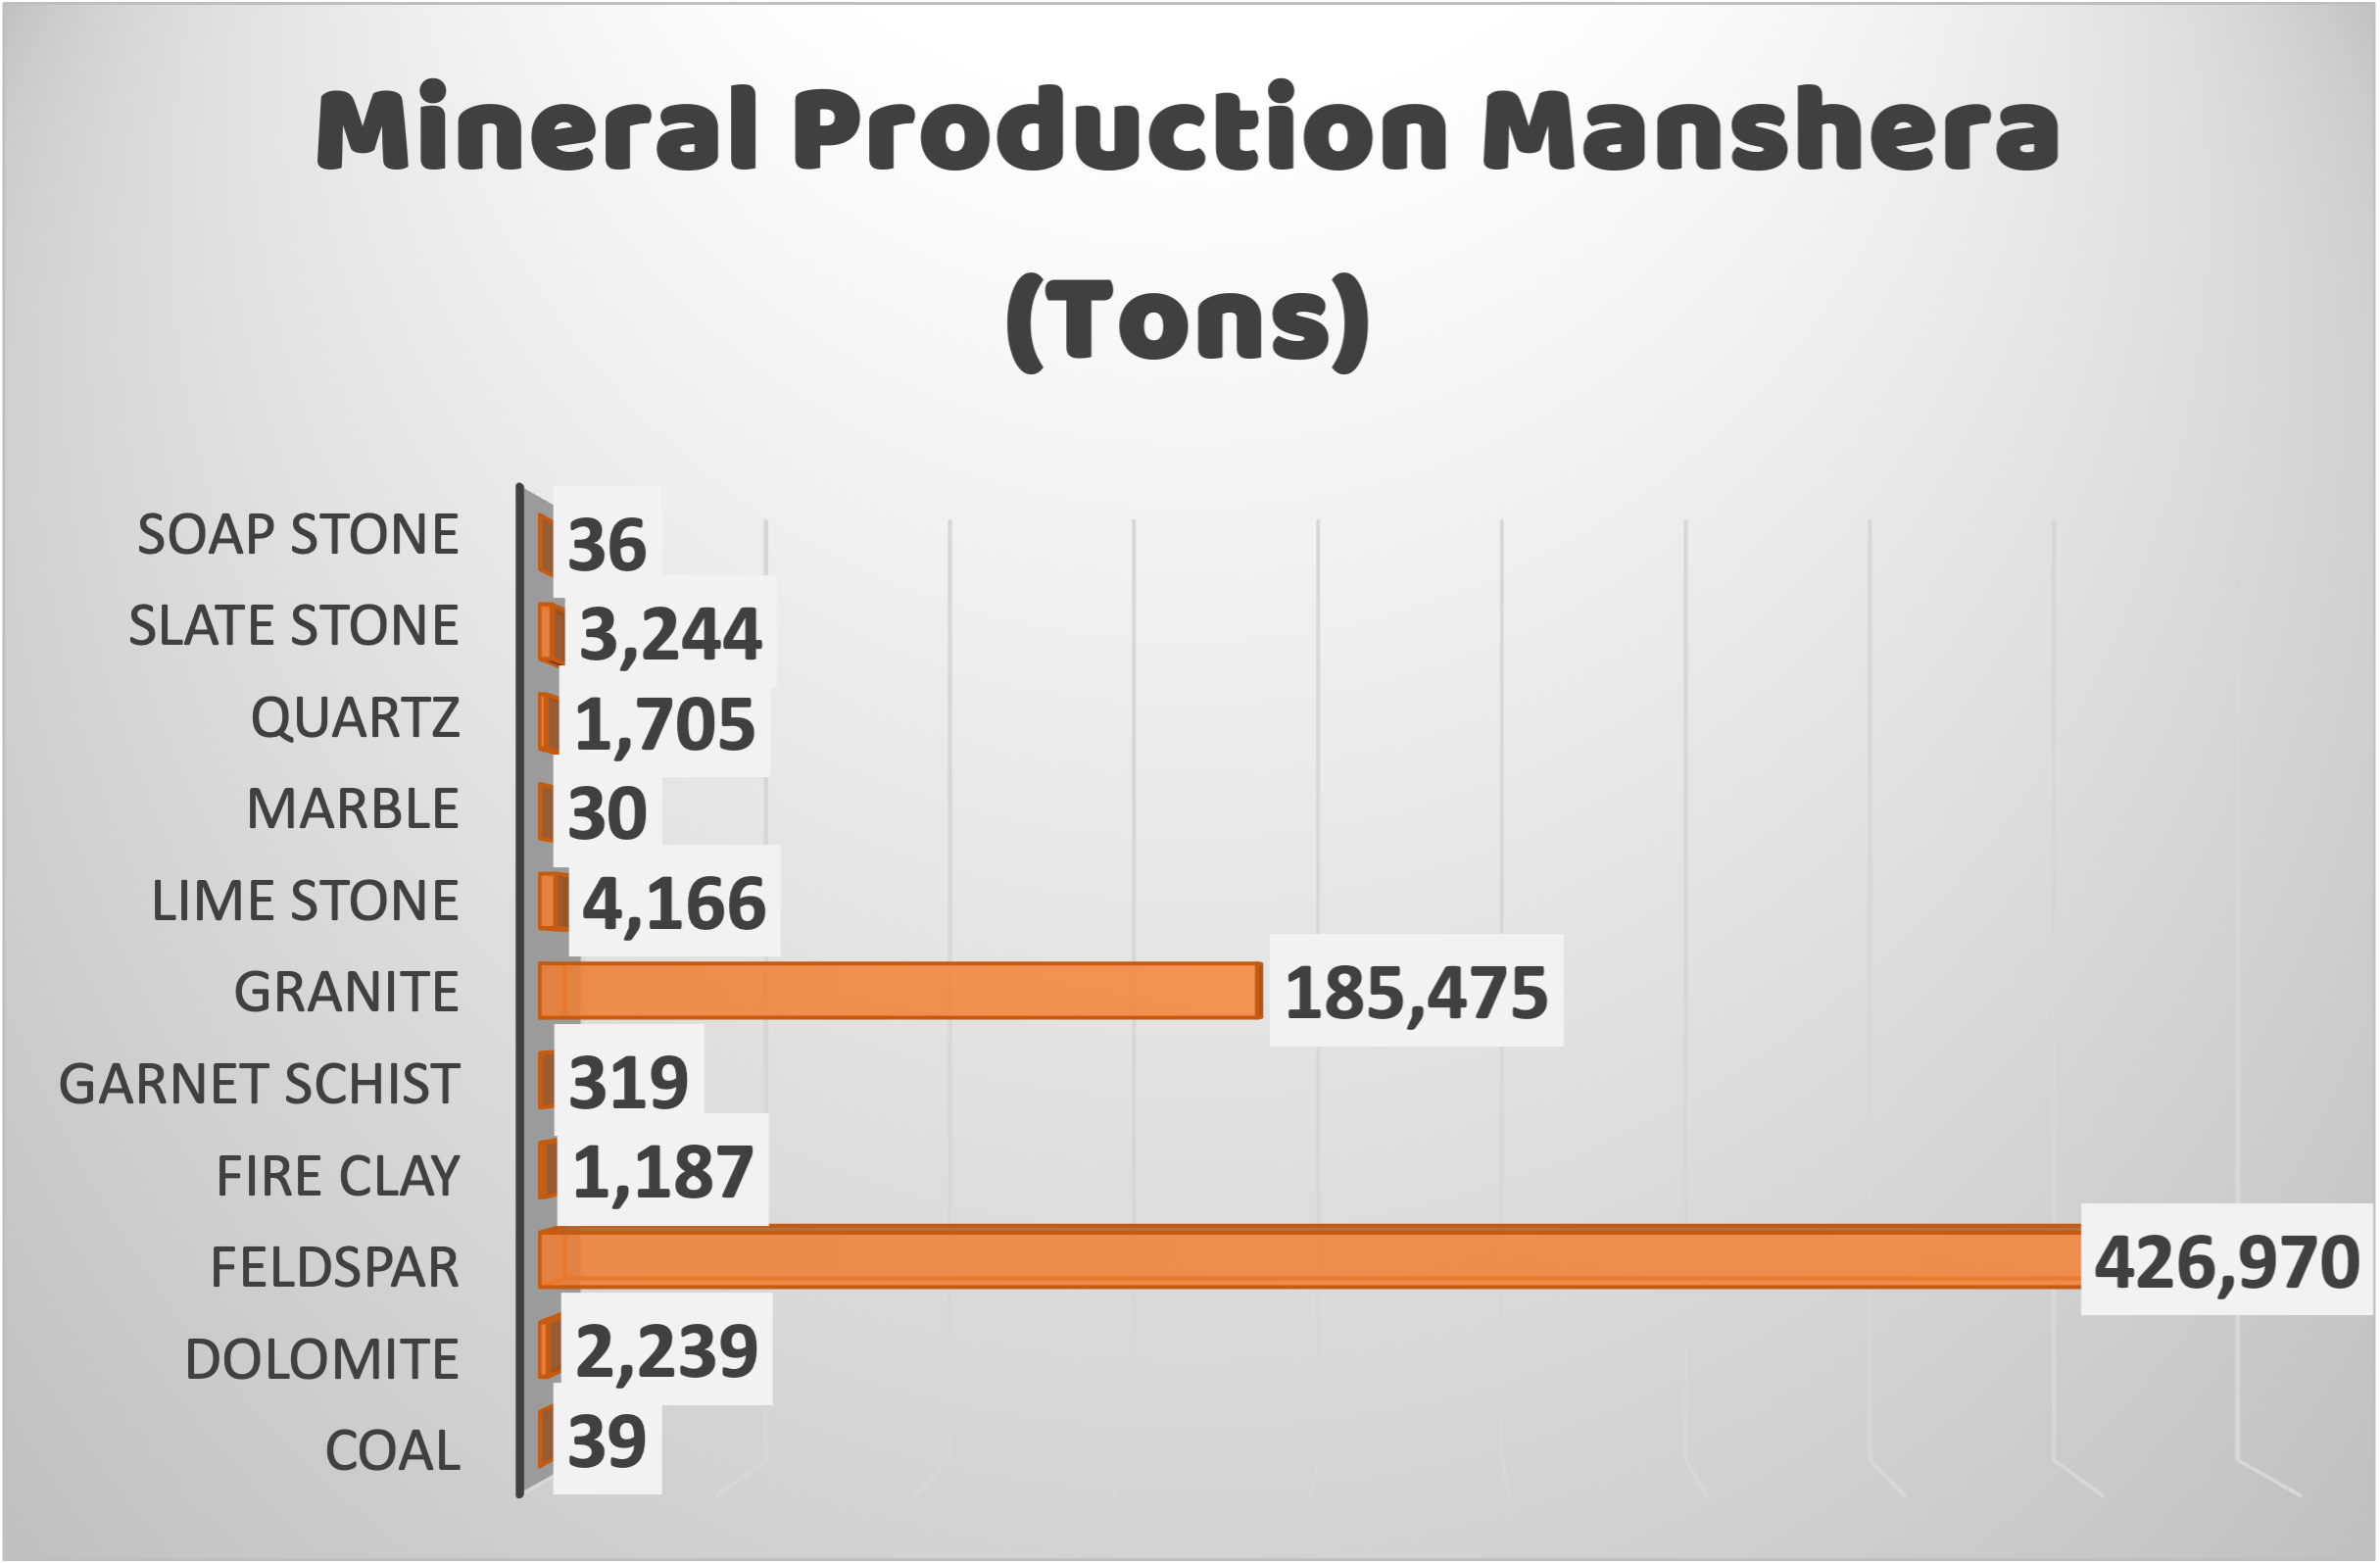 Mineral Production Manshera
(Tons)
SOAP STONE 36
SLATE STONE 3,244
QUARTZ 1,705
MARBLE 30
LIME STONE 4,166
GRANITE 185,475
GARNET SCHIST 319
FIRE CLAY 1,187
FELDSPAR 426,970
DOLOMITE 2,239
COAL 39